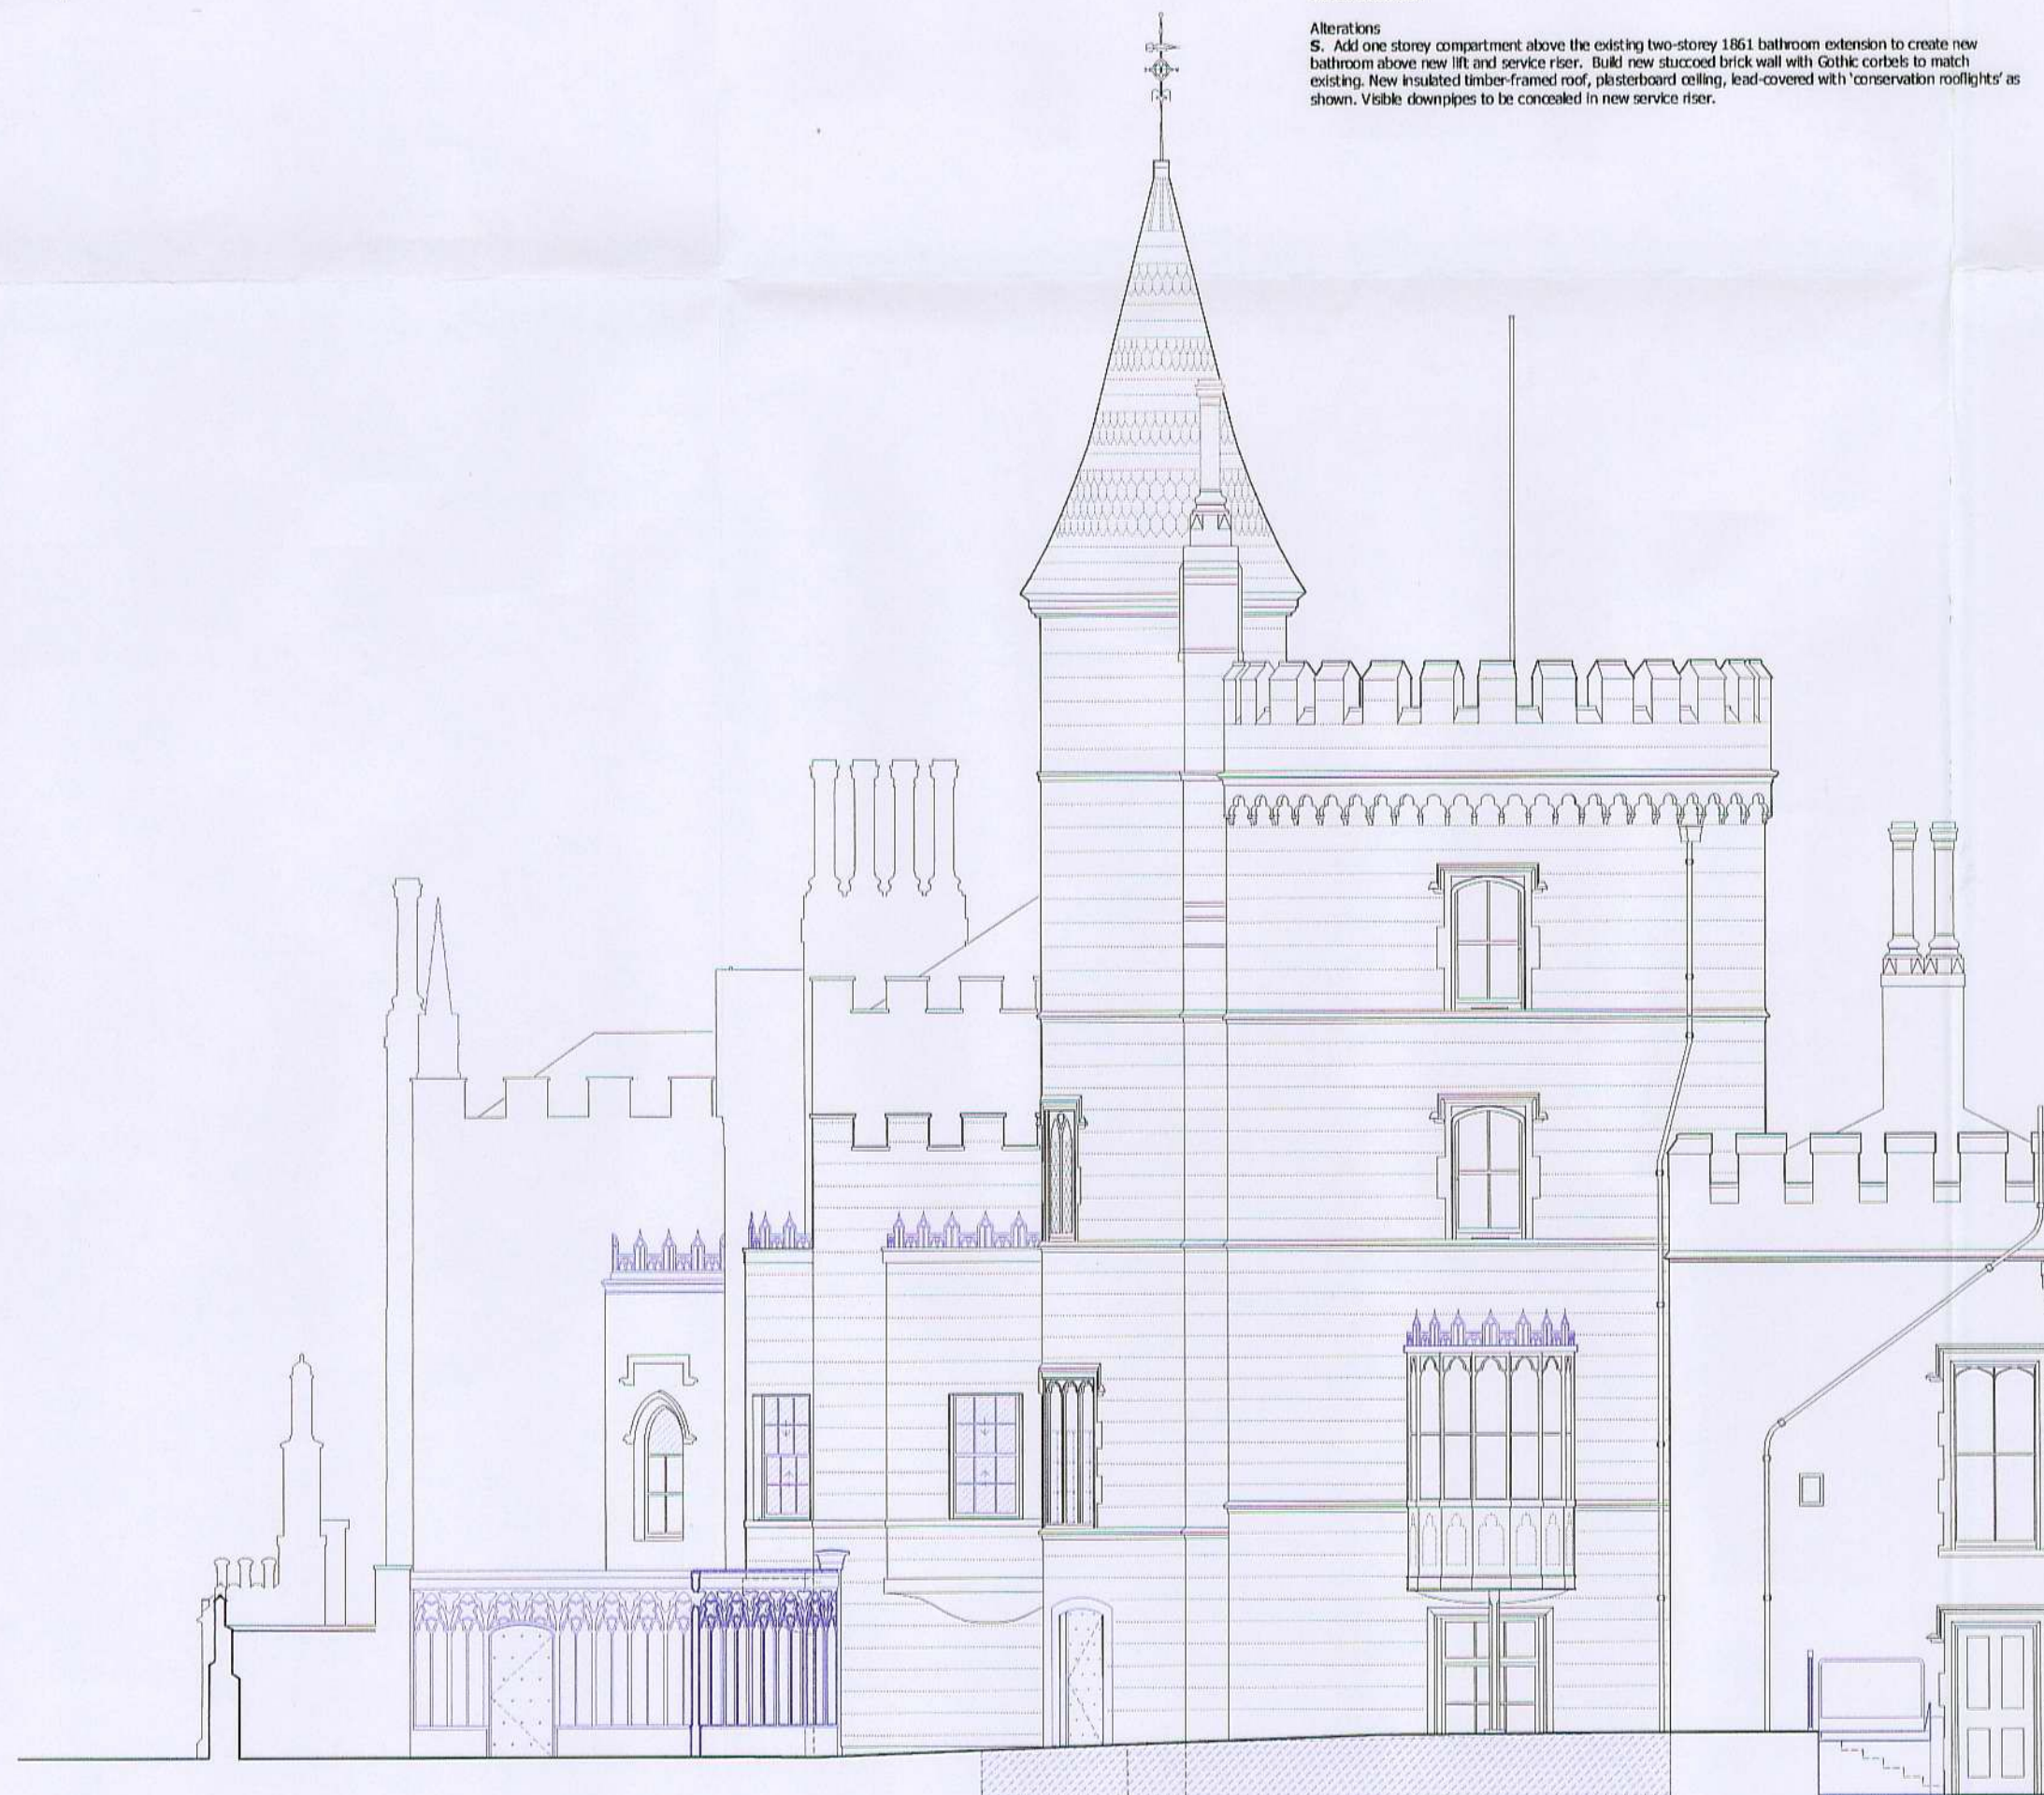 Alterations
S. Add one storey compartment above the existing two-storey 1861 bathroom extension to create new
bathroom above new lift and service riser. Build new stuccoed brick wall with Gothic corbels to match
existing. New insulated timber-framed roof, plasterboard ceiling, lead-covered with ‘conservation rooflights’ as
shown. Visible downpipes to be concealed in new service riser.